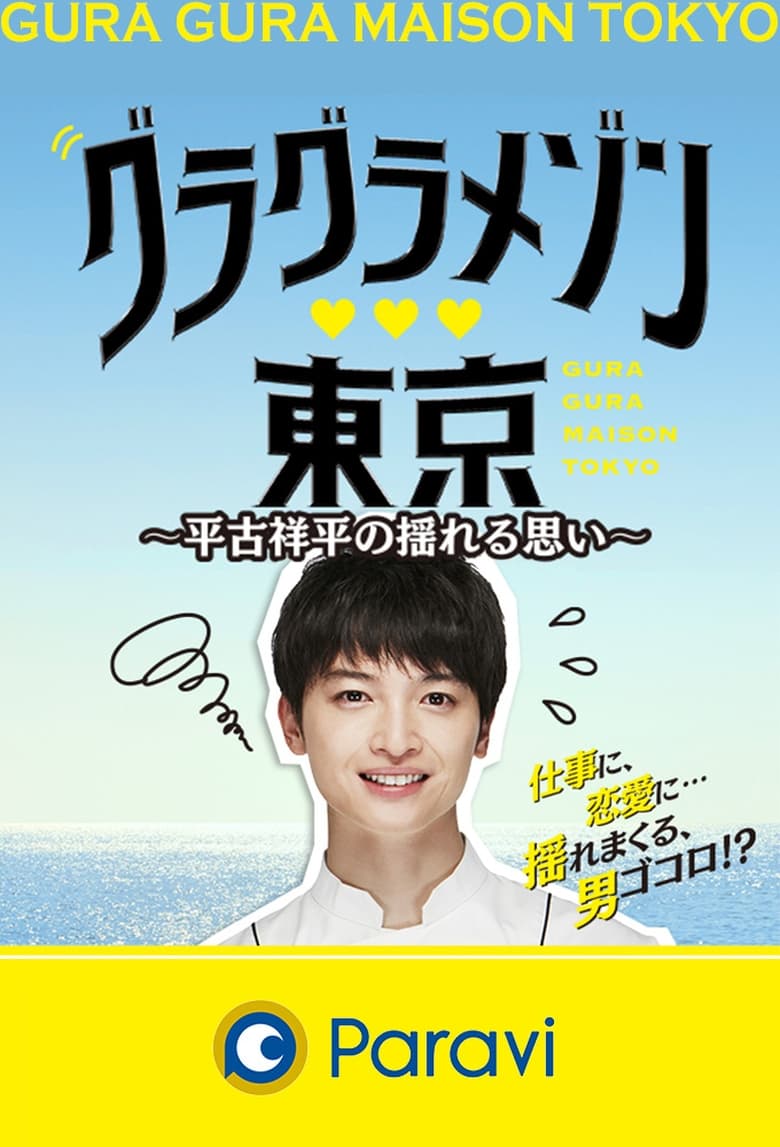 GURA GURA MAISON TOKYO
グラグラメゾン
東京
GURA
GURA
MAISON
TOKYO
～平古祥平の揺れる思い～
仕事に、
恋愛に…
揺れまくる、
男ゴコロ!?
Paravi